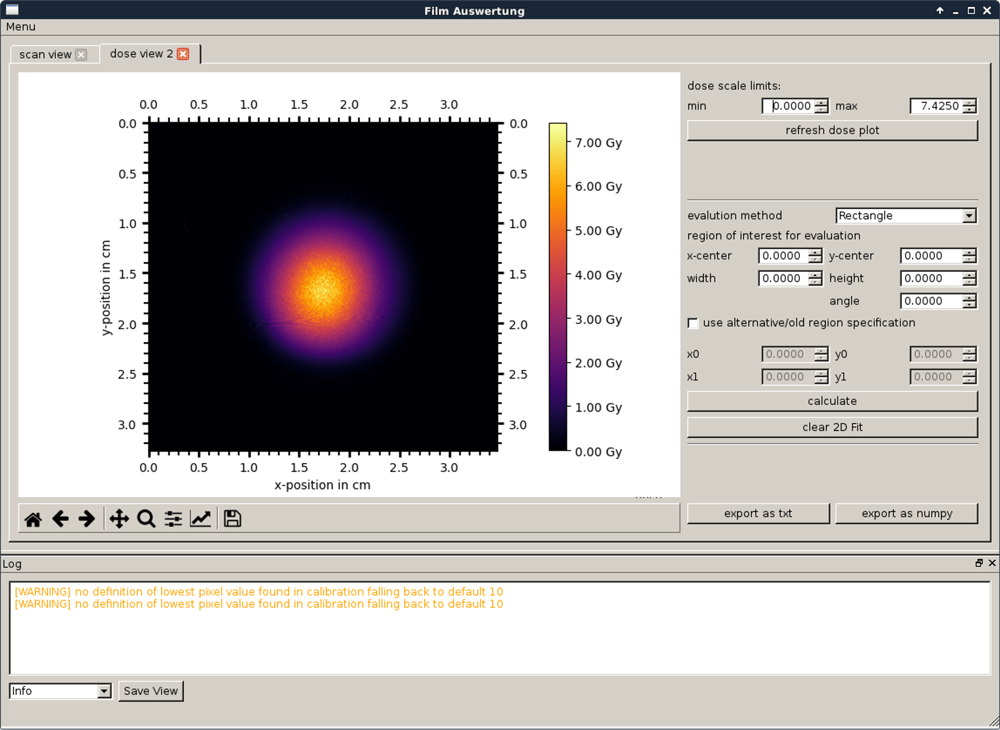 Film Auswertung
Menu
scan view
dose view 2
0.0 0.5 1.0 1.5 2.0 2.5 3.0
0.0 0.0
0.5 0.5
1.0 1.0
1.5 1.5
2.0 2.0
2.5 2.5
3.0 3.0
0.0 0.5 1.0 1.5 2.0 2.5 3.0
x-position in cm
y-position in cm
7.00 Gy
6.00 Gy
5.00 Gy
4.00 Gy
3.00 Gy
2.00 Gy
1.00 Gy
0.00 Gy
dose scale limits:
min 0.0000 max 7.4250
refresh dose plot
evalution method Rectangle
region of interest for evaluation
x-center 0.0000 y-center 0.0000
width 0.0000 height 0.0000
angle 0.0000
use alternative/old region specification
x0 0.0000 y0 0.0000
x1 0.0000 y1 0.0000
calculate
clear 2D Fit
export as txt export as numpy
Log
[WARNING] no definition of lowest pixel value found in calibration falling back to default 10
[WARNING] no definition of lowest pixel value found in calibration falling back to default 10
Info Save View